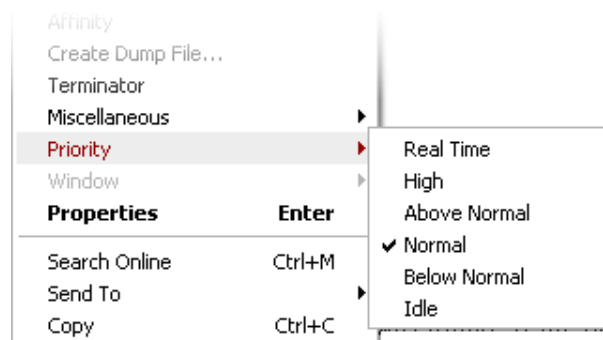 Affinity
Create Dump File...
Terminator
Miscellaneous
Priority
Window
Properties Enter
Search Online Ctrl+M
Send To
Copy Ctrl+C
Real Time
High
Above Normal
Normal
Below Normal
Idle